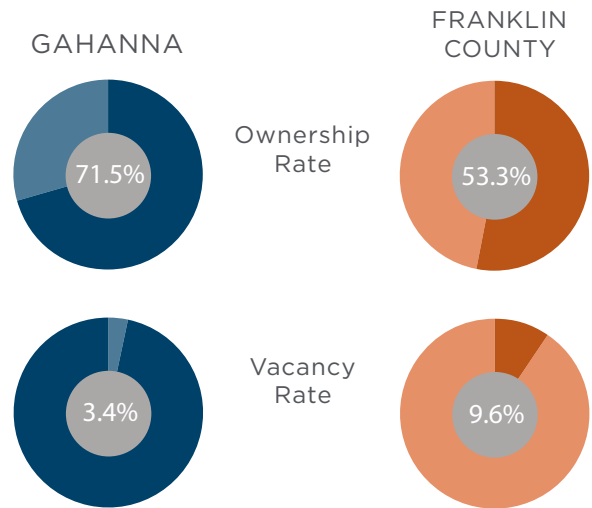 GAHANNA
FRANKLIN
COUNTY
71.5%
Ownership
Rate
53.3%
3.4%
Vacancy
Rate
9.6%